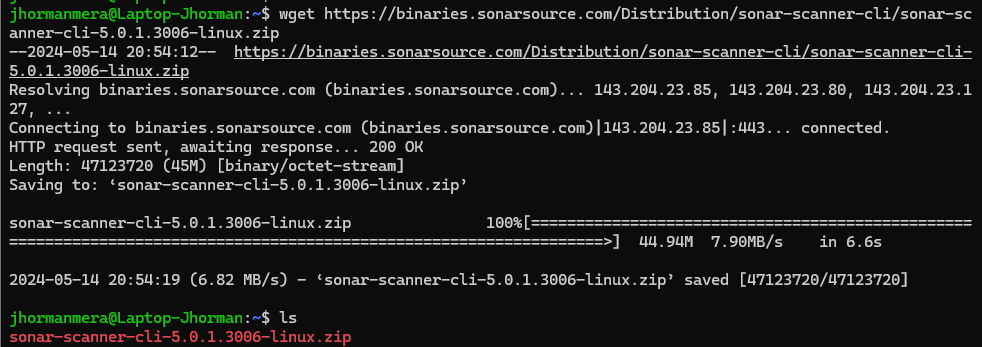 jhormanmera@Laptop-Jhorman:~$ wget https://binaries.sonarsource.com/Distribution/sonar-scanner-cli/sonar-sc
anner-cli-5.0.1.3006-linux.zip
--2024-05-14 20:54:12--  https://binaries.sonarsource.com/Distribution/sonar-scanner-cli/sonar-scanner-cli-
5.0.1.3006-linux.zip
Resolving binaries.sonarsource.com (binaries.sonarsource.com)... 143.204.23.85, 143.204.23.80, 143.204.23.1
27, ...
Connecting to binaries.sonarsource.com (binaries.sonarsource.com)|143.204.23.85|:443... connected.
HTTP request sent, awaiting response... 200 OK
Length: 47123720 (45M) [binary/octet-stream]
Saving to: ‘sonar-scanner-cli-5.0.1.3006-linux.zip’
sonar-scanner-cli-5.0.1.3006-linux.zip               100%[=================================================
==================================================================>]  44.94M  7.90MB/s    in 6.6s
2024-05-14 20:54:19 (6.82 MB/s) - ‘sonar-scanner-cli-5.0.1.3006-linux.zip’ saved [47123720/47123720]
jhormanmera@Laptop-Jhorman:~$ ls
sonar-scanner-cli-5.0.1.3006-linux.zip